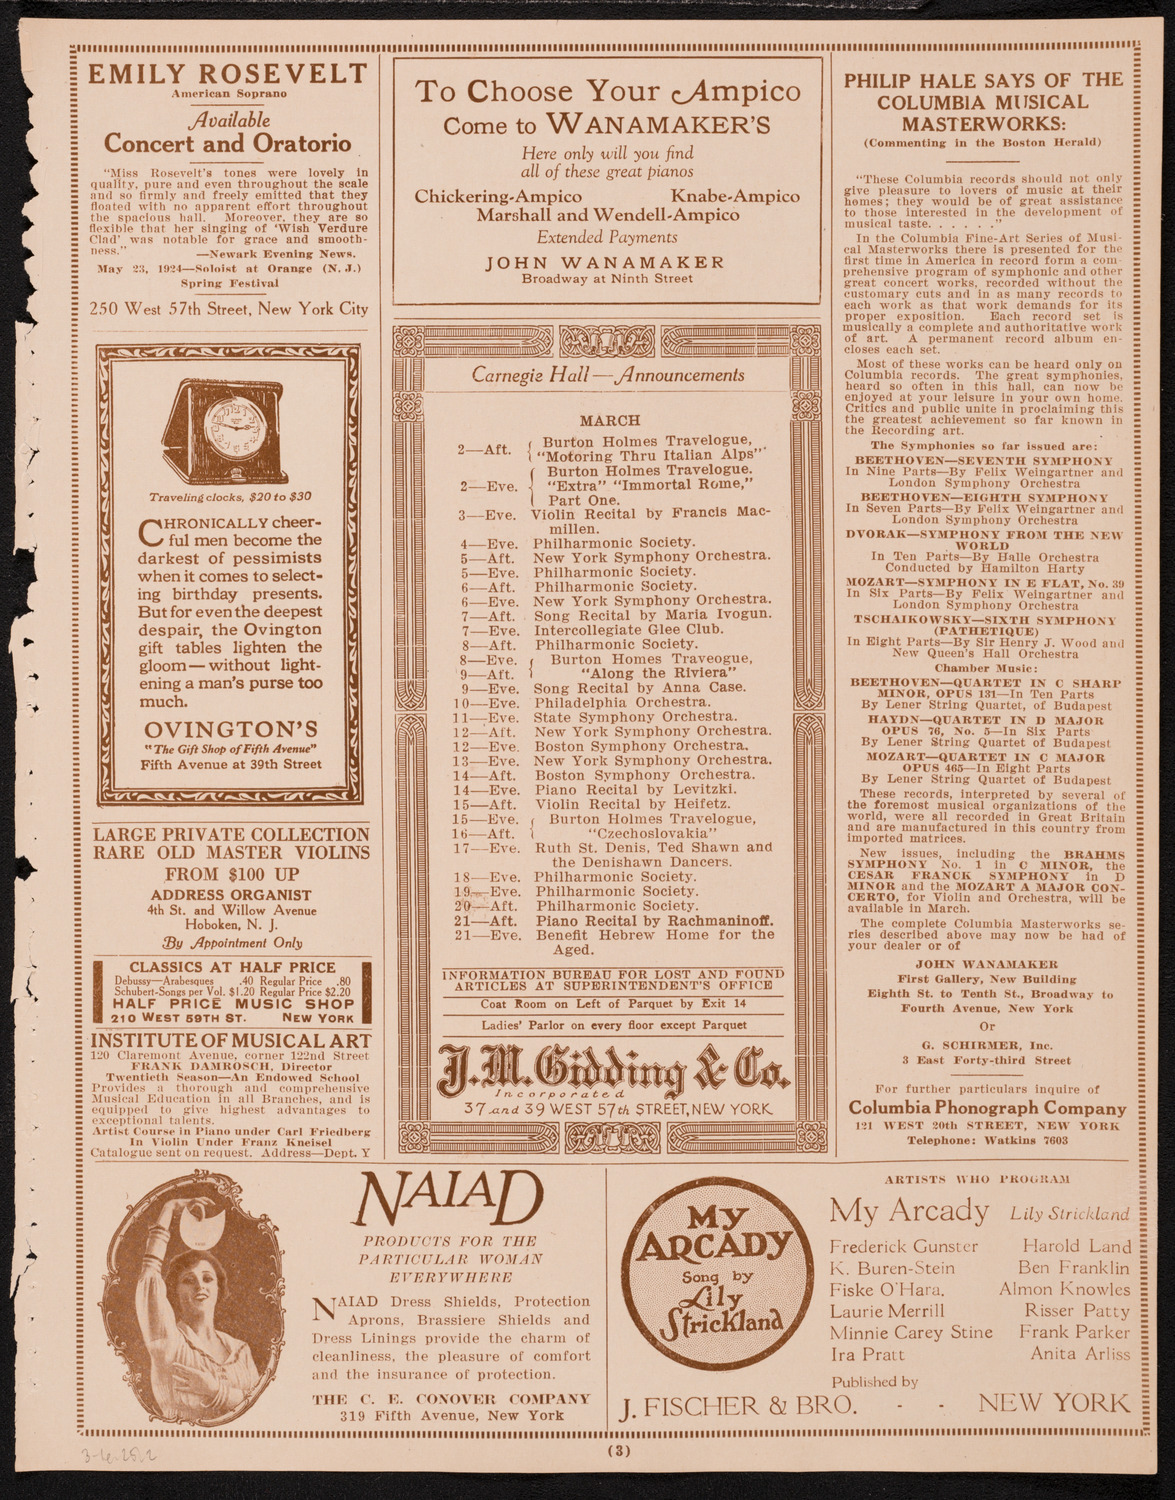 EMILY ROSEVELT
American Soprano
Available
Concert and Oratorio
"Miss Rosevelt's tones were lovely in
quality, pure and even throughout the scale
and so firmly and freely emitted that they
floated with no apparent effort throughout
the spacious hall. Moreover, they are so
flexible that her singing of 'Wish Verdure
Clad' was notable for grace and smooth-
ness." —Newark Evening News.
May 23, 1924—Soloist at Orange (N. J.)
Spring Festival
250 West 57th Street, New York City
Traveling clocks, $20 to $30
CHRONICALLY cheer-
ful men become the
darkest of pessimists
when it comes to select-
ing birthday presents.
But for even the deepest
despair, the Ovington
gift tables lighten the
gloom—without light-
ening a man's purse too
much.
OVINGTON'S
"The Gift Shop of Fifth Avenue"
Fifth Avenue at 39th Street
LARGE PRIVATE COLLECTION
RARE OLD MASTER VIOLINS
FROM $100 UP
ADDRESS ORGANIST
4th St. and Willow Avenue
Hoboken, N. J.
By Appointment Only
CLASSICS AT HALF PRICE
Debussy—Arabesques .40 Regular Price .80
Schubert-Songs per Vol. $1.20 Regular Price $2.20
HALF PRICE MUSIC SHOP
210 WEST 59TH ST. NEW YORK
INSTITUTE OF MUSICAL ART
120 Claremont Avenue, corner 122nd Street
FRANK DAMROSCH, Director
Twentieth Season—An Endowed School
Provides a thorough and comprehensive
Musical Education in all Branches, and is
equipped to give highest advantages to
exceptional talents.
Artist Course in Piano under Carl Friedberg
In Violin Under Franz Kneisel
Catalogue sent on request. Address—Dept. Y
To Choose Your Ampico
Come to WANAMAKER'S
Here only will you find
all of these great pianos
Chickering-Ampico Knabe-Ampico
Marshall and Wendell-Ampico
Extended Payments
JOHN WANAMAKER
Broadway at Ninth Street
Carnegie Hall—Announcements
MARCH
2—Aft. { Burton Holmes Travelogue,
"Motoring Thru Italian Alps"
2—Eve. { Burton Holmes Travelogue.
"Extra" "Immortal Rome,"
Part One.
3—Eve. Violin Recital by Francis Mac-
millen.
4—Eve. Philharmonic Society.
5—Aft. New York Symphony Orchestra.
5—Eve. Philharmonic Society.
6—Aft. Philharmonic Society.
6—Eve. New York Symphony Orchestra.
7—Aft. Song Recital by Maria Ivogun.
7—Eve. Intercollegiate Glee Club.
8—Aft. Philharmonic Society.
8—Eve. { Burton Homes Traveogue,
9—Aft. "Along the Riviera"
9—Eve. Song Recital by Anna Case.
10—Eve. Philadelphia Orchestra.
11—Eve. State Symphony Orchestra.
12—Aft. New York Symphony Orchestra.
12—Eve. Boston Symphony Orchestra.
13—Eve. New York Symphony Orchestra.
14—Aft. Boston Symphony Orchestra.
14—Eve. Piano Recital by Levitzki.
15—Aft. Violin Recital by Heifetz.
15—Eve. { Burton Holmes Travelogue,
16—Aft. "Czechoslovakia"
17—Eve. Ruth St. Denis, Ted Shawn and
the Denishawn Dancers.
18—Eve. Philharmonic Society.
19—Eve. Philharmonic Society.
20—Aft. Philharmonic Society.
21—Aft. Piano Recital by Rachmaninoff.
21—Eve. Benefit Hebrew Home for the
Aged.
INFORMATION BUREAU FOR LOST AND FOUND
ARTICLES AT SUPERINTENDENT'S OFFICE
Coat Room on Left of Parquet by Exit 14
Ladies' Parlor on every floor except Parquet
J. M. Gidding & Co.
Incorporated
37 and 39 WEST 57th STREET, NEW YORK
PHILIP HALE SAYS OF THE
COLUMBIA MUSICAL
MASTERWORKS:
(Commenting in the Boston Herald)
"These Columbia records should not only
give pleasure to lovers of music at their
homes; they would be of great assistance
to those interested in the development of
musical taste. . . . . ."
In the Columbia Fine-Art Series of Musi-
cal Masterworks there is presented for the
first time in America in record form a com-
prehensive program of symphonic and other
great concert works, recorded without the
customary cuts and in as many records to
each work as that work demands for its
proper exposition. Each record set is
musically a complete and authoritative work
of art. A permanent record album en-
closes each set.
Most of these works can be heard only on
Columbia records. The great symphonies,
heard so often in this hall, can now be
enjoyed at your leisure in your own home.
Critics and public unite in proclaiming this
the greatest achievement so far known in
the Recording art.
The Symphonies so far issued are:
BEETHOVEN—SEVENTH SYMPHONY
In Nine Parts—By Felix Weingartner and
London Symphony Orchestra
BEETHOVEN—EIGHTH SYMPHONY
In Seven Parts—By Felix Weingartner and
London Symphony Orchestra
DVORAK—SYMPHONY FROM THE NEW
WORLD
In Ten Parts—By Halle Orchestra
Conducted by Hamilton Harty
MOZART—SYMPHONY IN E FLAT, No. 39
In Six Parts—By Felix Weingartner and
London Symphony Orchestra
TSCHAIKOWSKY—SIXTH SYMPHONY
(PATHETIQUE)
In Eight Parts—By Sir Henry J. Wood and
New Queen's Hall Orchestra
Chamber Music:
BEETHOVEN—QUARTET IN C SHARP
MINOR, OPUS 131—In Ten Parts
By Lener String Quartet, of Budapest
HAYDN—QUARTET IN D MAJOR
OPUS 76, No. 5—In Six Parts
By Lener String Quartet of Budapest
MOZART—QUARTET IN C MAJOR
OPUS 465—In Eight Parts
By Lener String Quartet of Budapest
These records, interpreted by several of
the foremost musical organizations of the
world, were all recorded in Great Britain
and are manufactured in this country from
imported matrices.
New issues, including the BRAHMS
SYMPHONY No. 1 in C MINOR, the
CESAR FRANCK SYMPHONY in D
MINOR and the MOZART A MAJOR CON-
CERTO, for Violin and Orchestra, will be
available in March.
The complete Columbia Masterworks se-
ries described above may now be had of
your dealer or of
JOHN WANAMAKER
First Gallery, New Building
Eighth St. to Tenth St., Broadway to
Fourth Avenue, New York
Or
G. SCHIRMER, Inc.
3 East Forty-third Street
For further particulars inquire of
Columbia Phonograph Company
121 WEST 20th STREET, NEW YORK
Telephone: Watkins 7603
NAIAD
PRODUCTS FOR THE
PARTICULAR WOMAN
EVERYWHERE
NAIAD Dress Shields, Protection
Aprons, Brassiere Shields and
Dress Linings provide the charm of
cleanliness, the pleasure of comfort
and the insurance of protection.
THE C. E. CONOVER COMPANY
319 Fifth Avenue, New York
My
ARCADY
Song by
Lily
Strickland
ARTISTS WHO PROGRAM
My Arcady Lily Strickland
Frederick Gunster Harold Land
K. Buren-Stein Ben Franklin
Fiske O'Hara. Almon Knowles
Laurie Merrill Risser Patty
Minnie Carey Stine Frank Parker
Ira Pratt Anita Arliss
Published by
J. FISCHER & BRO. - - NEW YORK
(3)
3-4-25.2